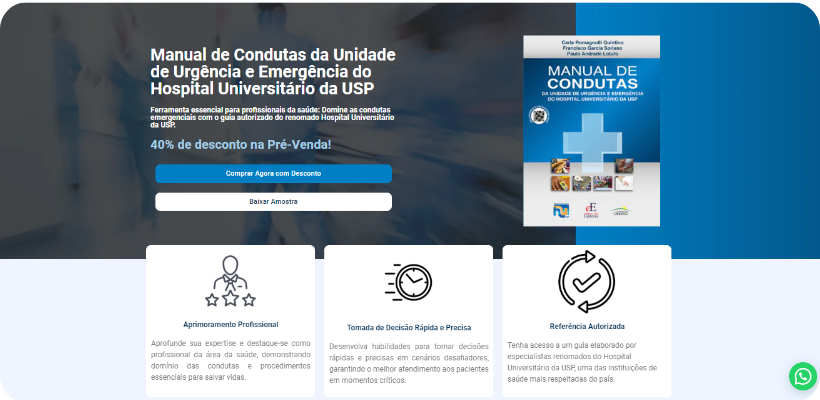 Manual de Condutas da Unidade
de Urgência e Emergência do
Hospital Universitário da USP
Ferramenta essencial para profissionais da saúde: Domine as condutas
emergenciais com o guia autorizado do renomado Hospital Universitário
da USP.
40% de desconto na Pré-Venda!
Comprar Agora com Desconto
Baixar Amostra
Carla Romagnolli Quintino
Francisco Garcia Soriano
Paulo Andrade Lotufo
MANUAL DE
CONDUTAS
DA UNIDADE DE URGÊNCIA E EMERGÊNCIA
DO HOSPITAL UNIVERSITÁRIO DA USP
Aprimoramento Profissional
Aprofunde sua expertise e destaque-se como
profissional da área da saúde, demonstrando
domínio das condutas e procedimentos
essenciais para salvar vidas.
Tomada de Decisão Rápida e Precisa
Desenvolva habilidades para tomar decisões
rápidas e precisas em cenários desafiadores,
garantindo o melhor atendimento aos pacientes
em momentos críticos.
Referência Autorizada
Tenha acesso a um guia elaborado por
especialistas renomados do Hospital
Universitário da USP, uma das instituições de
saúde mais respeitadas do país.